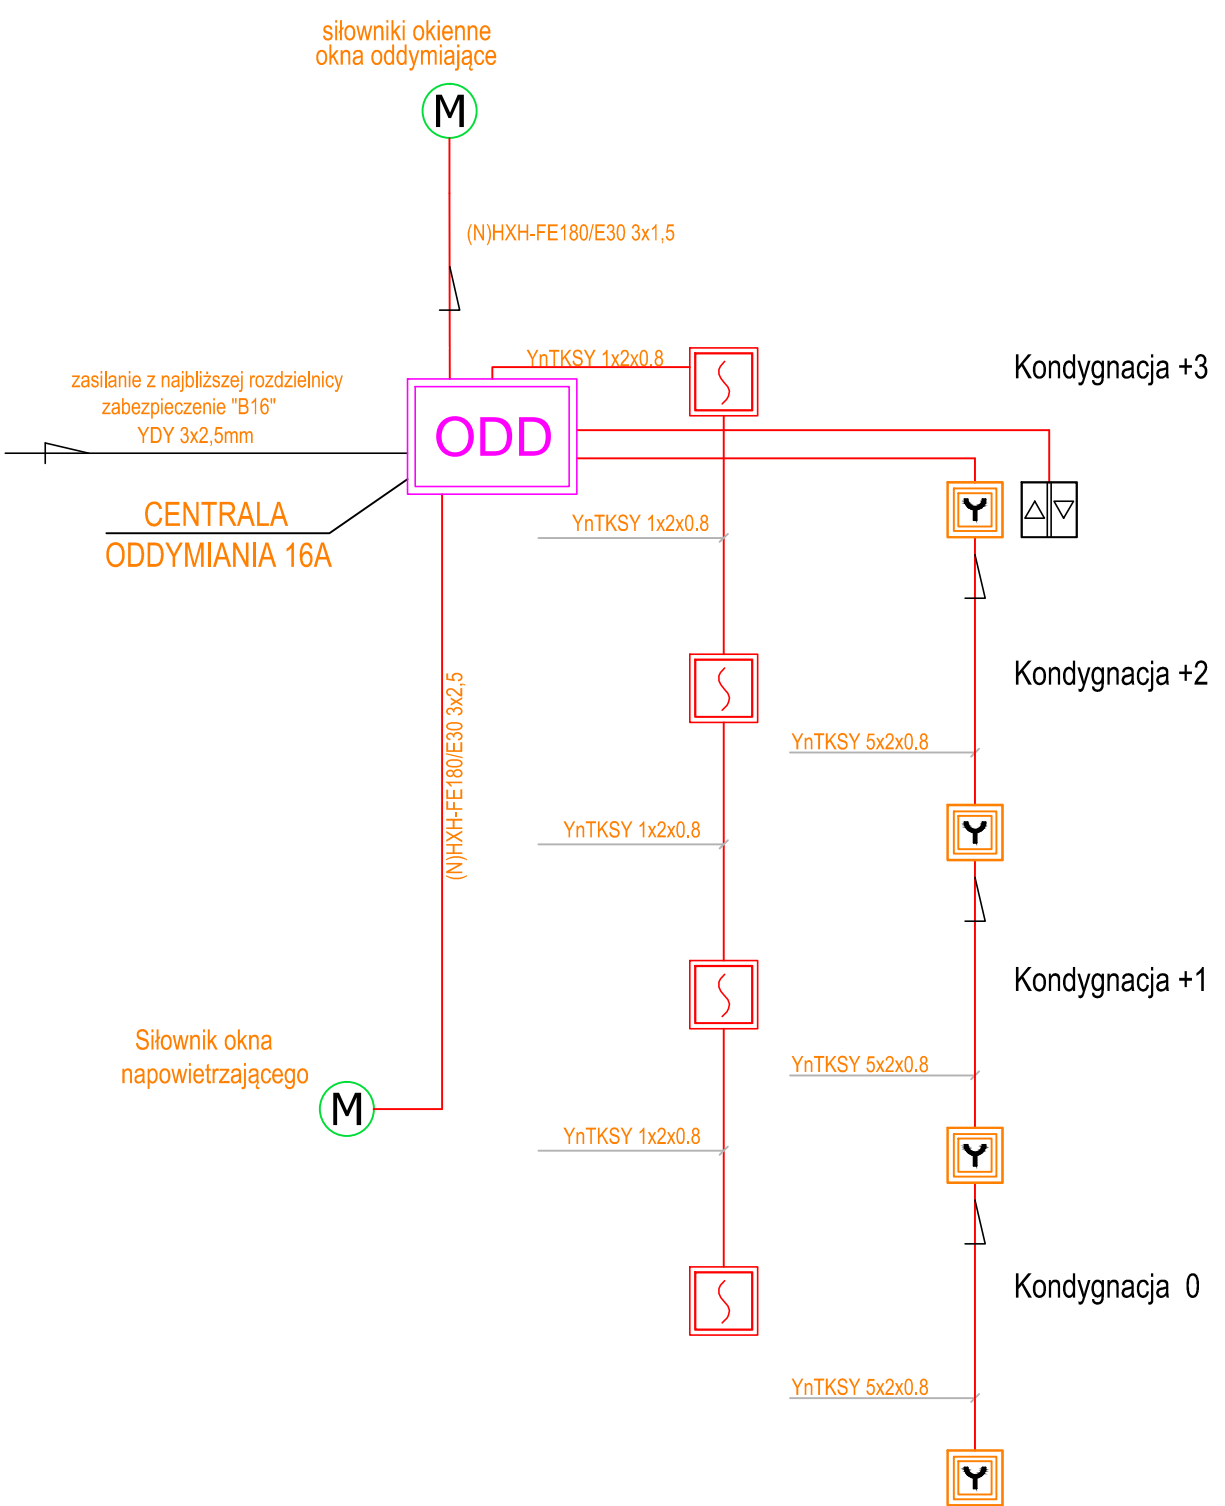 siłowniki okienne
okna oddymiające
M
(N)HXH-FE180/E30 3x1,5
YnTKSY 1x2x0.8
Kondygnacja +3
zasilanie z najbliższej rozdzielnicy
zabezpieczenie "B16"
YDY 3x2,5mm
ODD
CENTRALA
ODDYMIANIA 16A
YnTKSY 1x2x0.8
Y
Kondygnacja +2
(N)HXH-FE180/E30 3x2,5
YnTKSY 5x2x0.8
YnTKSY 1x2x0.8
Y
Kondygnacja +1
Siłownik okna
napowietrzającego
M
YnTKSY 5x2x0.8
YnTKSY 1x2x0.8
Y
Kondygnacja 0
YnTKSY 5x2x0.8
Y